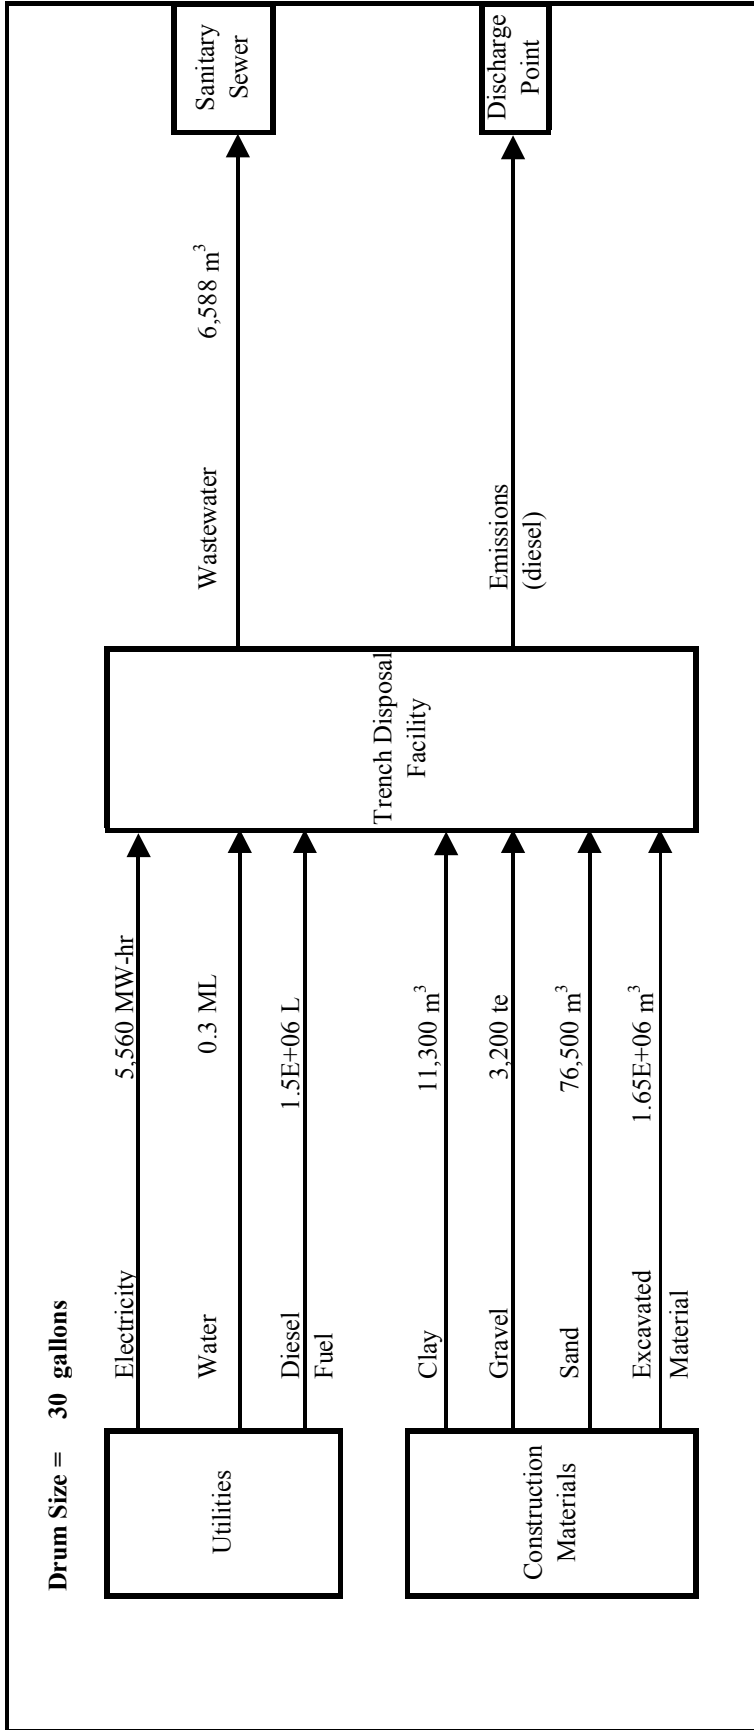 Drum Size = 30 gallons
Utilities
Electricity
5,560 MW-hr
Water
0.3 ML
Diesel
Fuel
1.5E+06 L
Construction
Materials
Clay
11,300 m³
Gravel
3,200 te
Sand
76,500 m³
Excavated
Material
1.65E+06 m³
Trench Disposal
Facility
Wastewater
6,588 m³
Sanitary
Sewer
Emissions
(diesel)
Discharge
Point